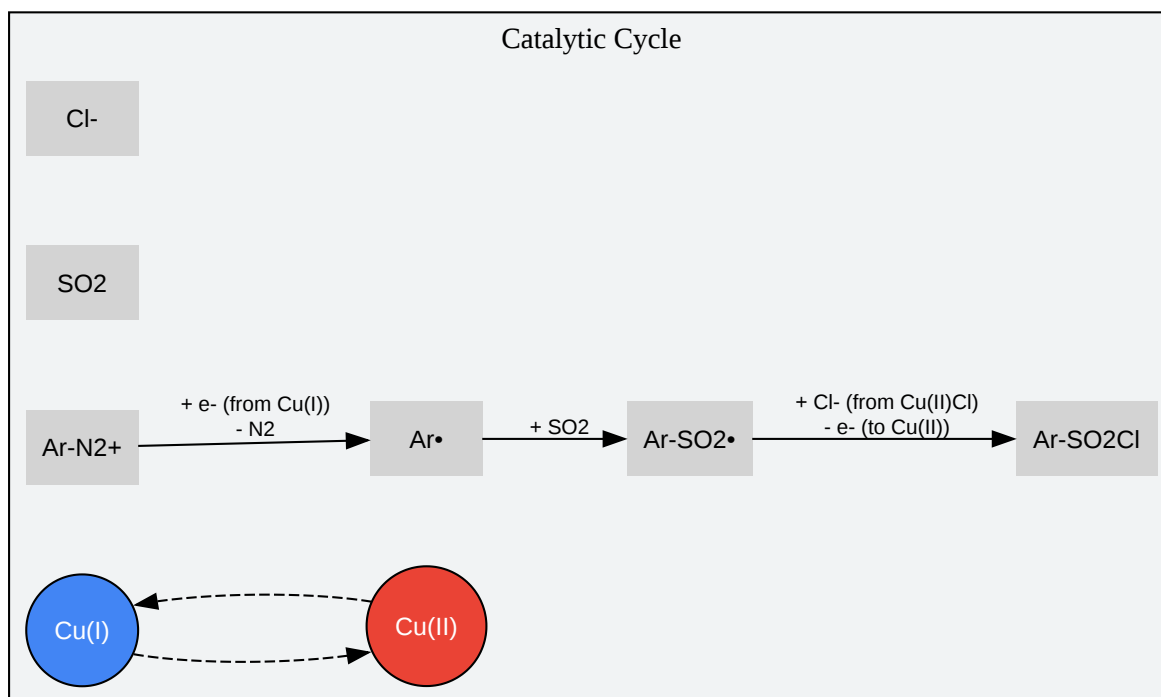 Catalytic Cycle
Cl-
SO2
+ e- (from Cu(I))
- N2
+ SO2
+ Cl- (from Cu(II)Cl)
- e- (to Cu(II))
Ar-N2+
Ar•
Ar-SO2•
Ar-SO2Cl
Cu(I)
Cu(II)